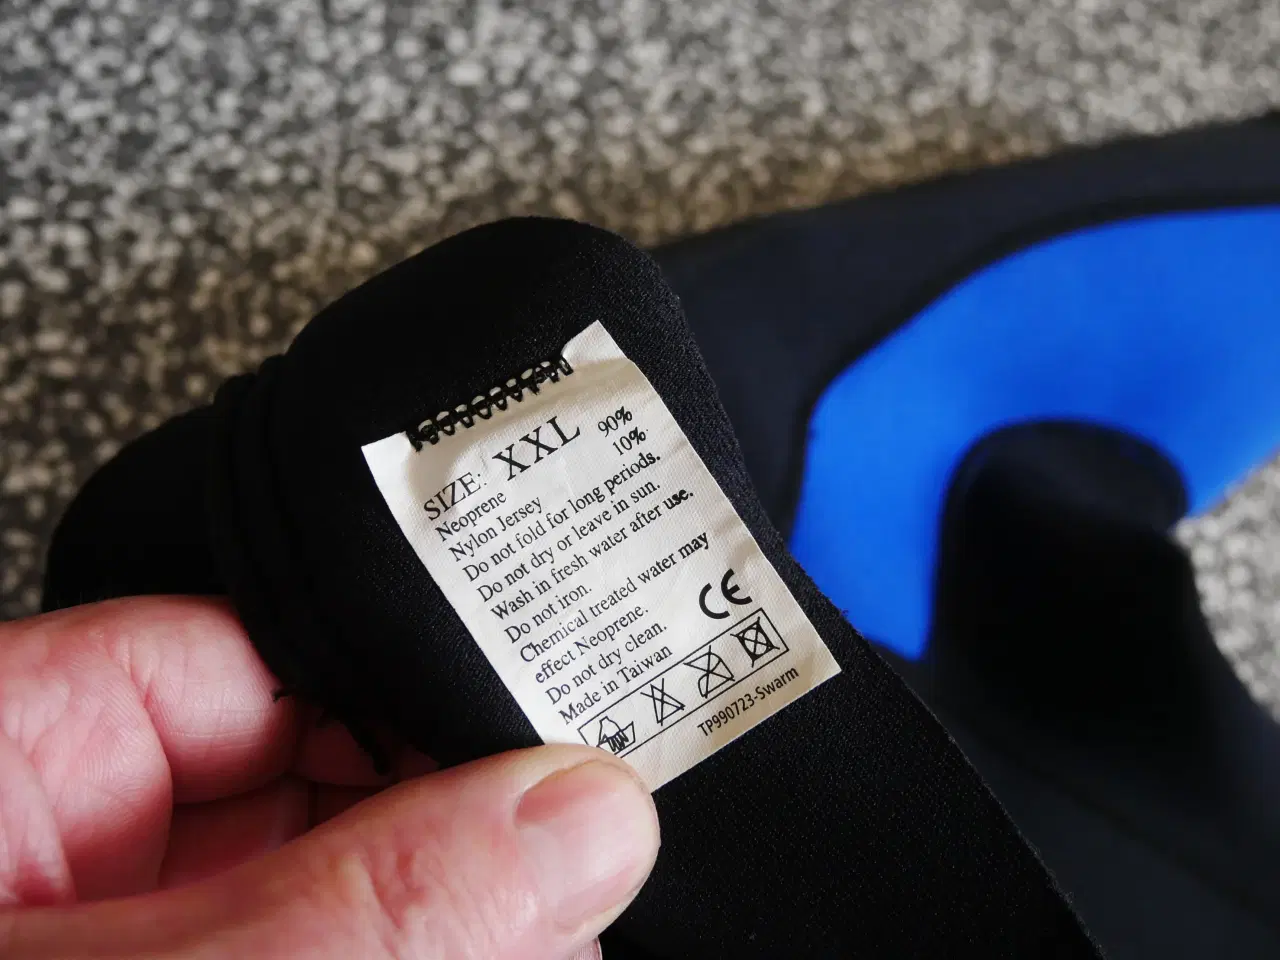 SIZE: XXL
Neoprene 90%
Nylon Jersey 10%
Do not fold for long periods.
Do not dry or leave in sun.
Wash in fresh water after use.
Do not iron.
Chemical treated water may
effect Neoprene.
Do not dry clean.
Made in Taiwan
CE
TP990723-Swarm